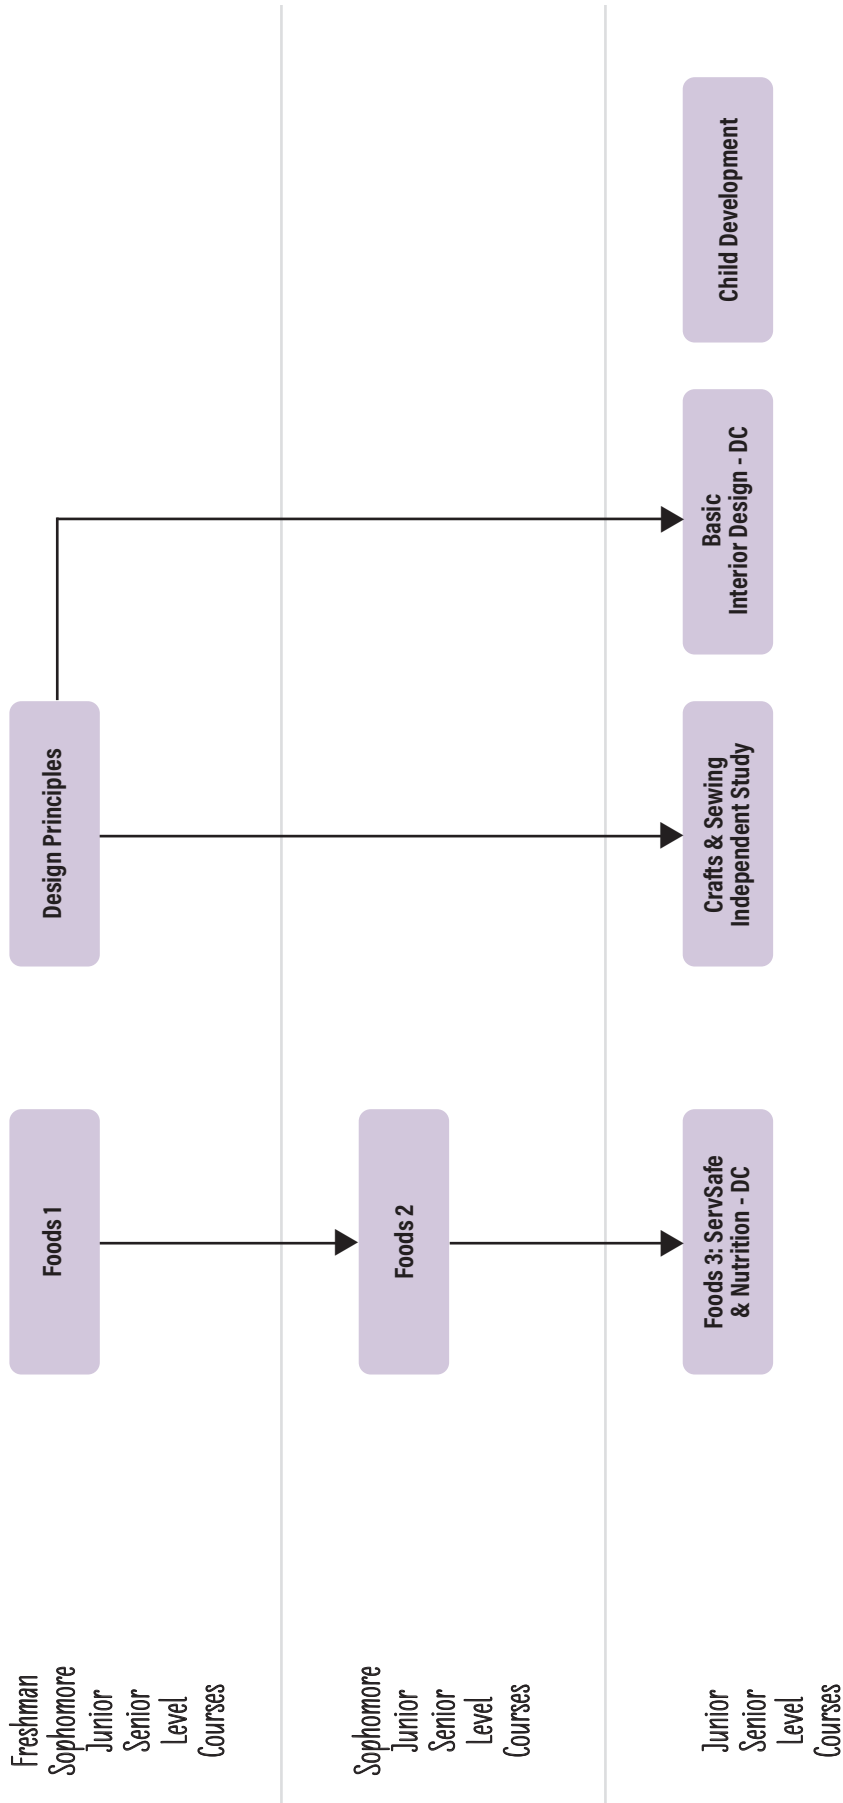 Freshman
Sophomore
Junior
Senior
Level
Courses
Foods 1
Design Principles
Sophomore
Junior
Senior
Level
Courses
Foods 2
Junior
Senior
Level
Courses
Foods 3: ServSafe
& Nutrition - DC
Crafts & Sewing
Independent Study
Basic
Interior Design - DC
Child Development